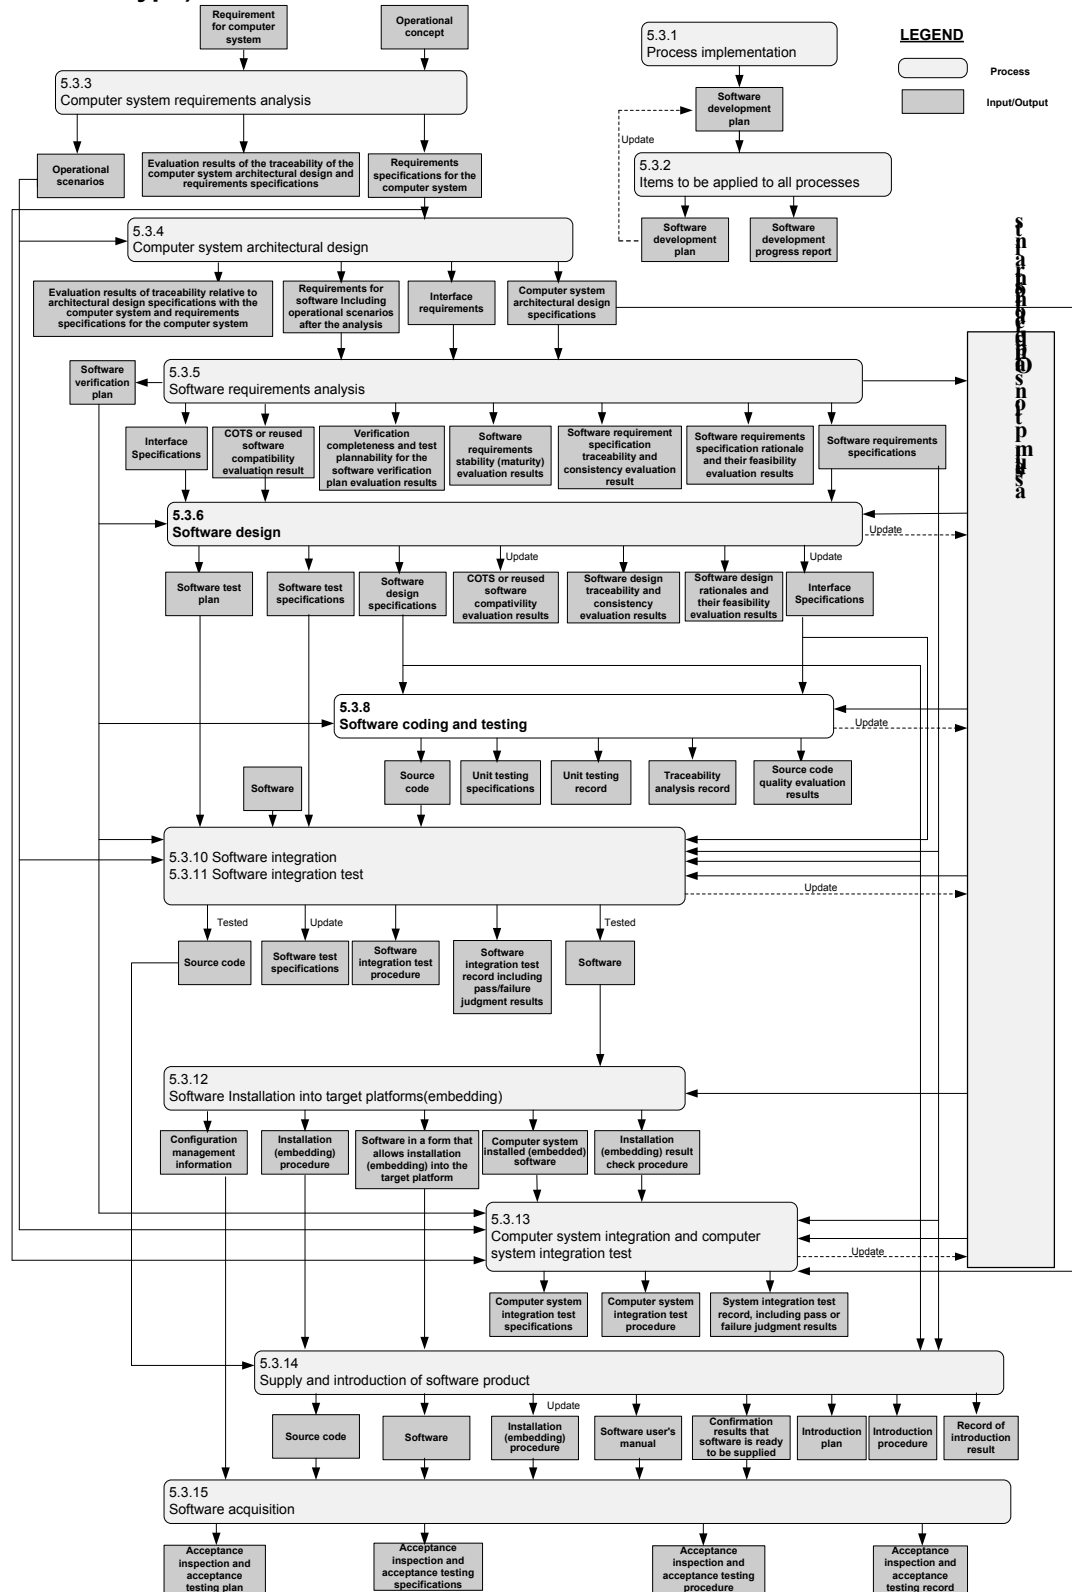 Requirement
for computer
system
Operational
concept
5.3.1
Process implementation
LEGEND
Process
Input/Output
5.3.3
Computer system requirements analysis
Software
development
plan
Update
5.3.2
Items to be applied to all processes
Operational
scenarios
Evaluation results of the traceability of the
computer system architectural design and
requirements specifications
Requirements
specifications for the
computer system
Software
development
plan
Software
development
progress report
5.3.4
Computer system architectural design
Evaluation results of traceability relative to
architectural design specifications with the
computer system and requirements
specifications for the computer system
Requirements for
software Including
operational scenarios
after the analysis
Interface
requirements
Computer system
architectural design
specifications
Software
verification
plan
5.3.5
Software requirements analysis
Interface
Specifications
COTS or reused
software
compatibility
evaluation result
Verification
completeness and test
plannability for the
software verification
plan evaluation results
Software
requirements
stability (maturity)
evaluation results
Software requirement
specification
traceability and
consistency evaluation
result
Software requirements
specification rationale
and their feasibility
evaluation results
Software requirements
specifications
5.3.6
Software design
Update
Update
Update
Software test
plan
Software test
specifications
Software
design
specifications
COTS or reused
software
compativility
evaluation results
Software design
traceability and
consistency
evaluation results
Software design
rationales and
their feasibility
evaluation results
Interface
Specifications
5.3.8
Software coding and testing
Update
Software
Source
code
Unit testing
specifications
Unit testing
record
Traceability
analysis record
Source code
quality evaluation
results
5.3.10 Software integration
5.3.11 Software integration test
Update
Tested
Update
Tested
Source code
Software test
specifications
Software
integration test
procedure
Software
integration test
record including
pass/failure
judgment results
Software
5.3.12
Software Installation into target platforms(embedding)
Configuration
management
information
Installation
(embedding)
procedure
Software in a form that
allows installation
(embedding) into the
target platform
Computer system
installed (embedded)
software
Installation
(embedding) result
check procedure
5.3.13
Computer system integration and computer
system integration test
Update
Computer system
integration test
specifications
Computer system
integration test
procedure
System integration test
record, including pass or
failure judgment results
5.3.14
Supply and introduction of software product
Update
Source code
Software
Installation
(embedding)
procedure
Software user's
manual
Confirmation
results that
software is ready
to be supplied
Introduction
plan
Introduction
procedure
Record of
introduction
result
5.3.15
Software acquisition
Acceptance
inspection and
acceptance
testing plan
Acceptance
inspection and
acceptance testing
specifications
Acceptance
inspection and
acceptance testing
procedure
Acceptance
inspection and
acceptance
testing record